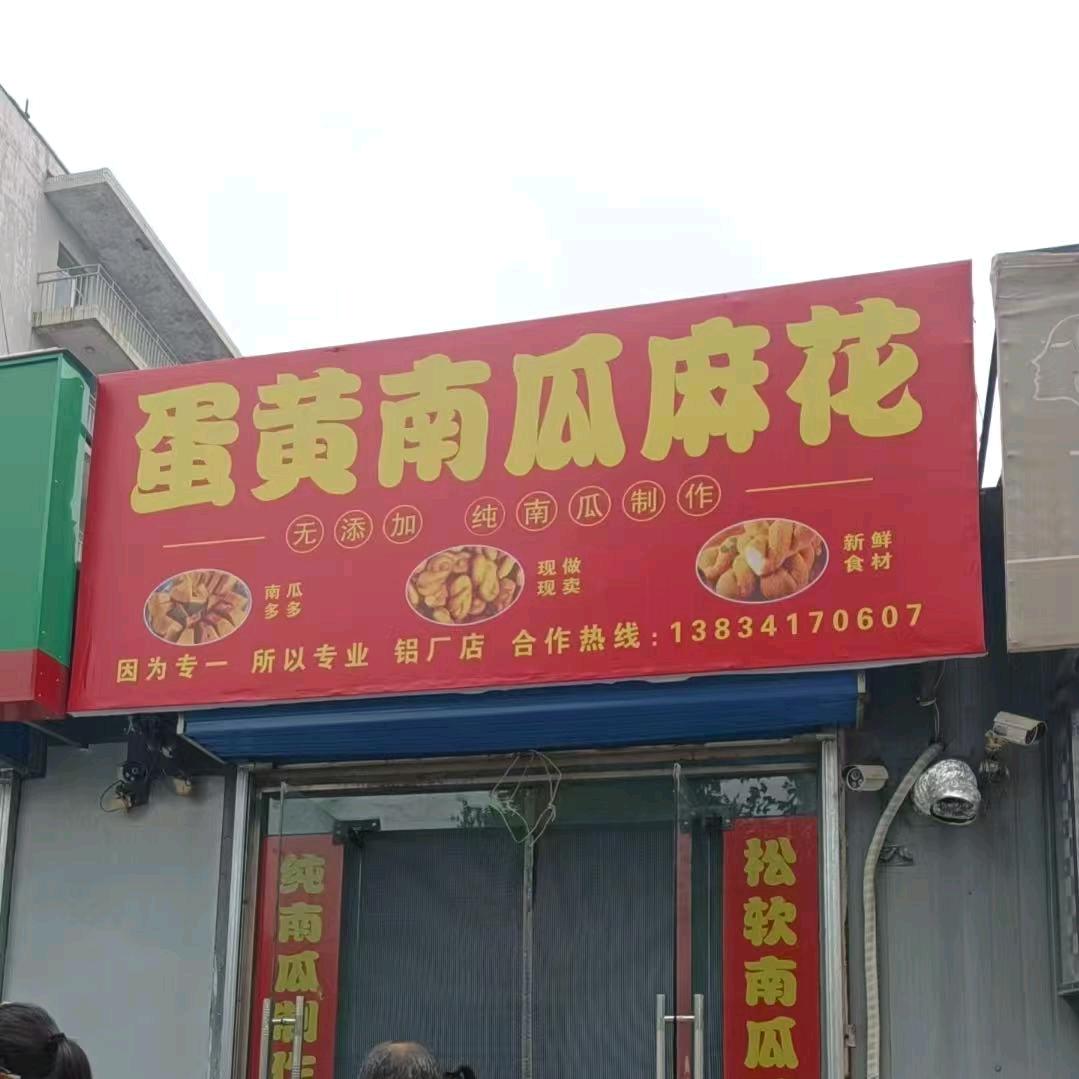 蛋黄南瓜麻花
无添加 纯南瓜制作
南瓜
多多
现做
现卖
新鲜
食材
因为专一 所以专业 铝厂店 合作热线:13834170607
纯南瓜制作
松软南瓜